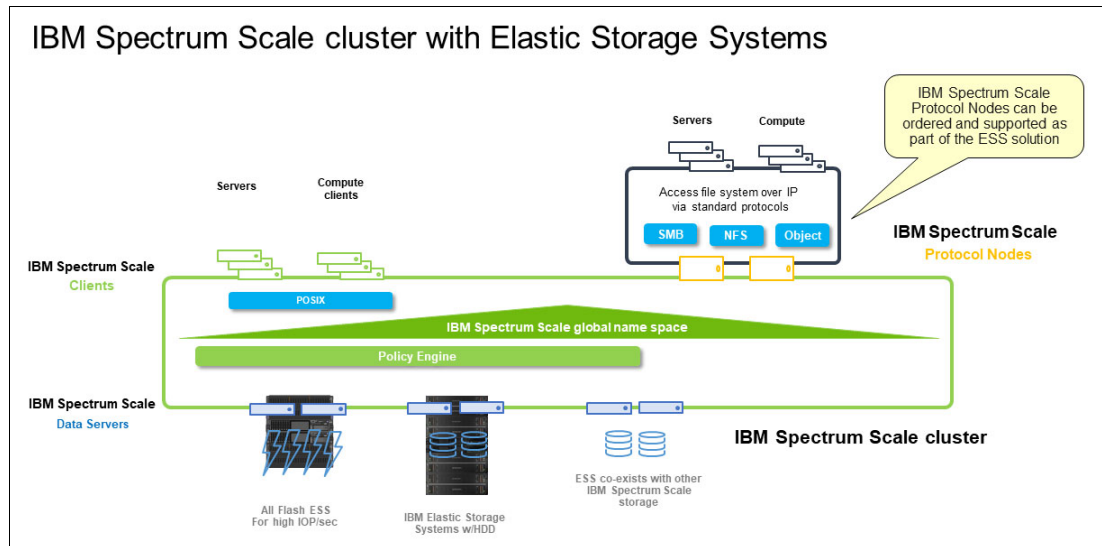 IBM Spectrum Scale cluster with Elastic Storage Systems
IBM Spectrum Scale
Protocol Nodes can be
ordered and supported as
part of the ESS solution
Servers
Compute
Access file system over IP
via standard protocols
SMB
NFS
Object
Servers
Compute
clients
IBM Spectrum Scale
Protocol Nodes
IBM Spectrum Scale
Clients
POSIX
IBM Spectrum Scale global name space
Policy Engine
IBM Spectrum Scale
Data Servers
IBM Spectrum Scale cluster
All Flash ESS
For high IOP/sec
IBM Elastic Storage
Systems w/HDD
ESS co-exists with other
IBM Spectrum Scale
storage